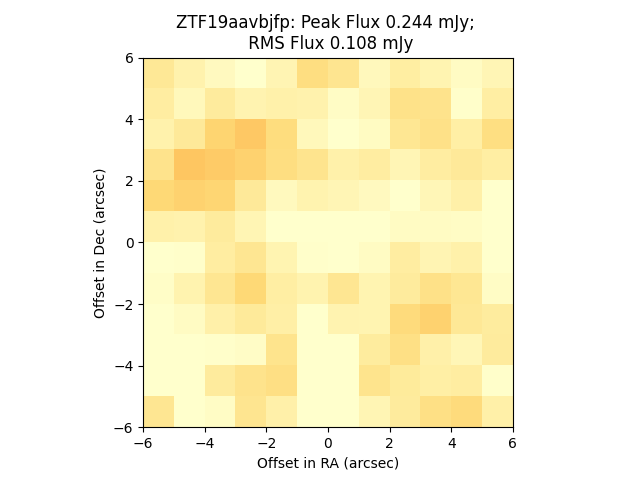 ZTF19aavbjfp: Peak Flux 0.244 mJy;
RMS Flux 0.108 mJy
6
4
2
0
−2
−4
−6
Offset in Dec (arcsec)
−6 −4 −2 0 2 4 6
Offset in RA (arcsec)